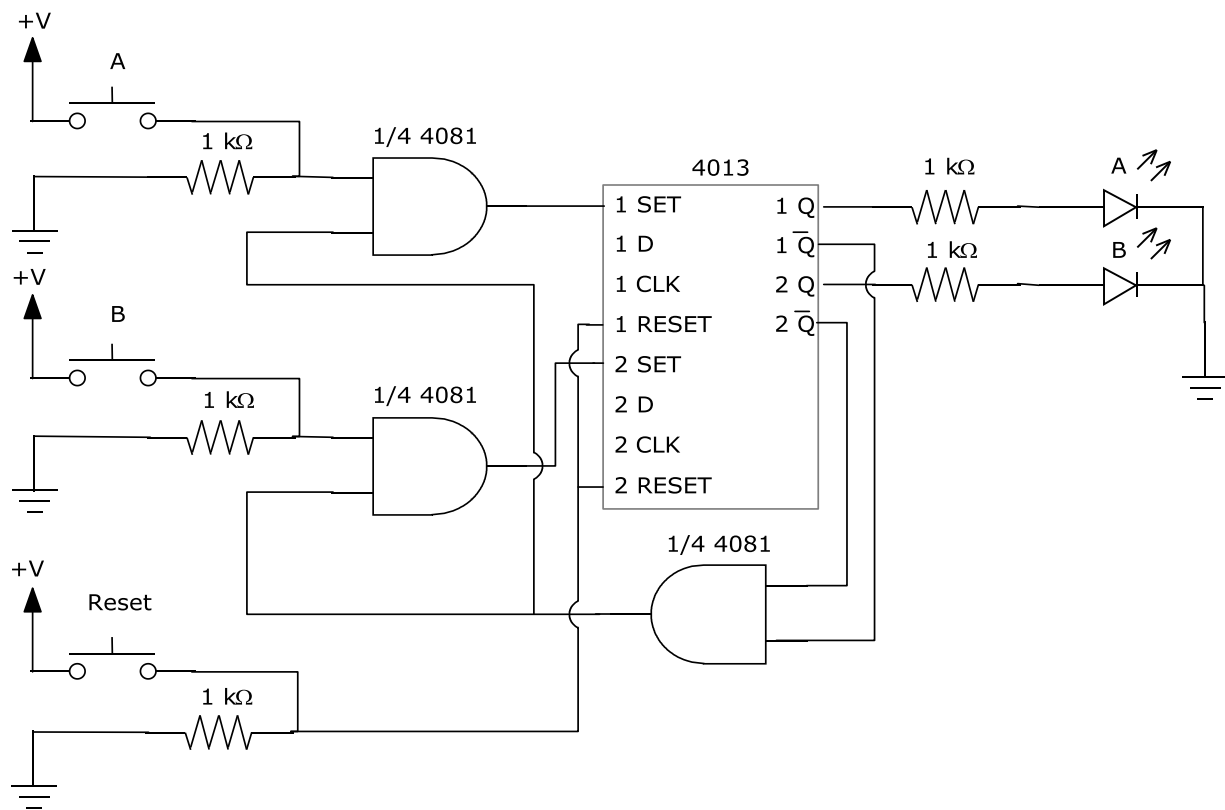 +V
A
1 kΩ
1/4 4081
+V
B
1 kΩ
1/4 4081
+V
Reset
1 kΩ
4013
1 SET
1 D
1 CLK
1 RESET
2 SET
2 D
2 CLK
2 RESET
1 Q
1 Q̅
2 Q
2 Q̅
1/4 4081
1 kΩ
A
1 kΩ
B